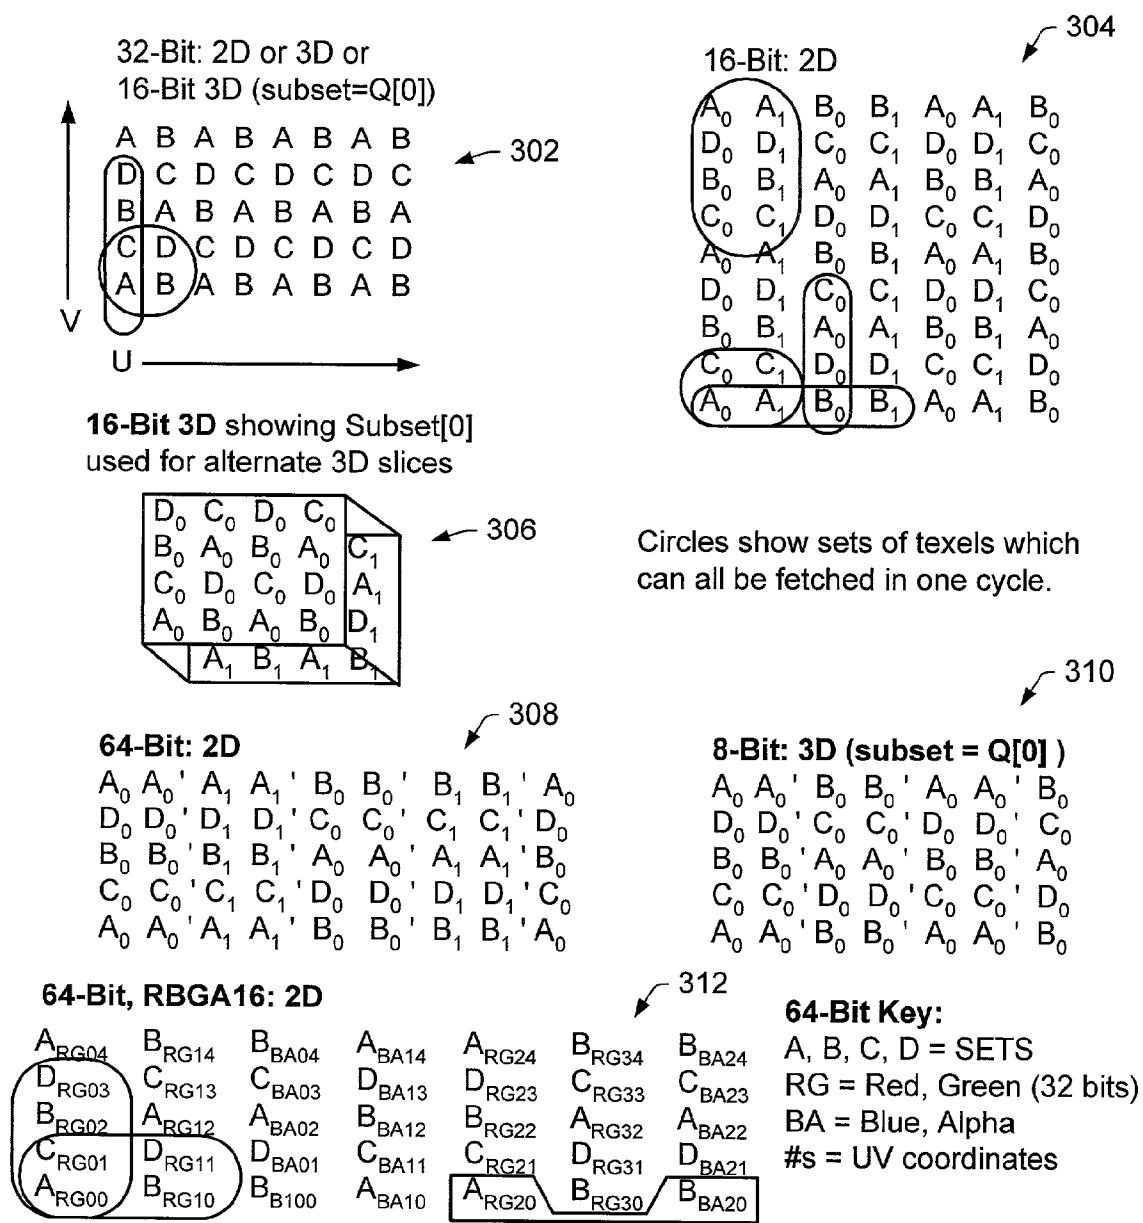 32-Bit: 2D or 3D or
16-Bit 3D (subset=Q[0])
A B A B A B A B
D C D C D C D C
B A B A B A B A
C D C D C D C D
A B A B A B A B
V
U
302
304
16-Bit: 2D
A0 A1 B0 B1 A0 A1 B0
D0 D1 C0 C1 D0 D1 C0
B0 B1 A0 A1 B0 B1 A0
C0 C1 D0 D1 C0 C1 D0
A0 A1 B0 B1 A0 A1 B0
D0 D1 C0 C1 D0 D1 C0
B0 B1 A0 A1 B0 B1 A0
C0 C1 D0 D1 C0 C1 D0
A0 A1 B0 B1 A0 A1 B0
16-Bit 3D showing Subset[0]
used for alternate 3D slices
306
D0 C0 D0 C0
B0 A0 B0 A0 C1
C0 D0 C0 D0 A1
A0 B0 A0 B0 D1
A1 B1 A1 B1
Circles show sets of texels which
can all be fetched in one cycle.
308
64-Bit: 2D
A0 A0' A1 A1' B0 B0' B1 B1' A0
D0 D0' D1 D1' C0 C0' C1 C1' D0
B0 B0' B1 B1' A0 A0' A1 A1' B0
C0 C0' C1 C1' D0 D0' D1 D1' C0
A0 A0' A1 A1' B0 B0' B1 B1' A0
310
8-Bit: 3D (subset = Q[0] )
A0 A0' B0 B0' A0 A0' B0
D0 D0' C0 C0' D0 D0' C0
B0 B0' A0 A0' B0 B0' A0
C0 C0' D0 D0' C0 C0' D0
A0 A0' B0 B0' A0 A0' B0
312
64-Bit, RBGA16: 2D
ARG04 BRG14 BBA04 ABA14 ARG24 BRG34 BBA24
DRG03 CRG13 CBA03 DBA13 DRG23 CRG33 CBA23
BRG02 ARG12 ABA02 BBA12 BRG22 ARG32 ABA22
CRG01 DRG11 DBA01 CBA11 CRG21 DRG31 DBA21
ARG00 BRG10 BB100 ABA10 ARG20 BRG30 BBA20
64-Bit Key:
A, B, C, D = SETS
RG = Red, Green (32 bits)
BA = Blue, Alpha
#s = UV coordinates